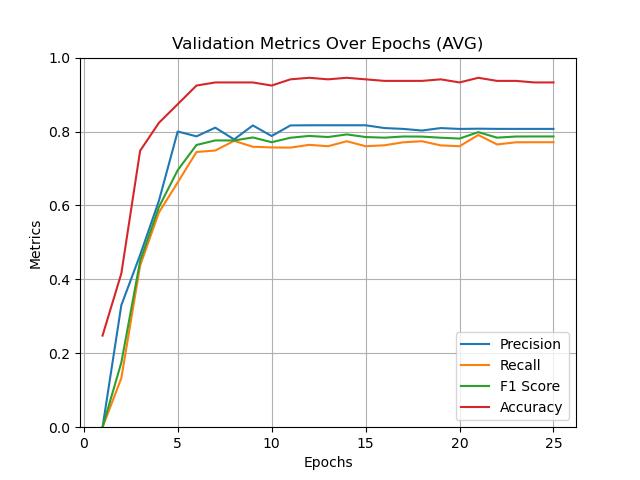 Validation Metrics Over Epochs (AVG)
1.0
0.8
0.6
0.4
0.2
0.0
Metrics
0
5
10
15
20
25
Epochs
Precision
Recall
F1 Score
Accuracy